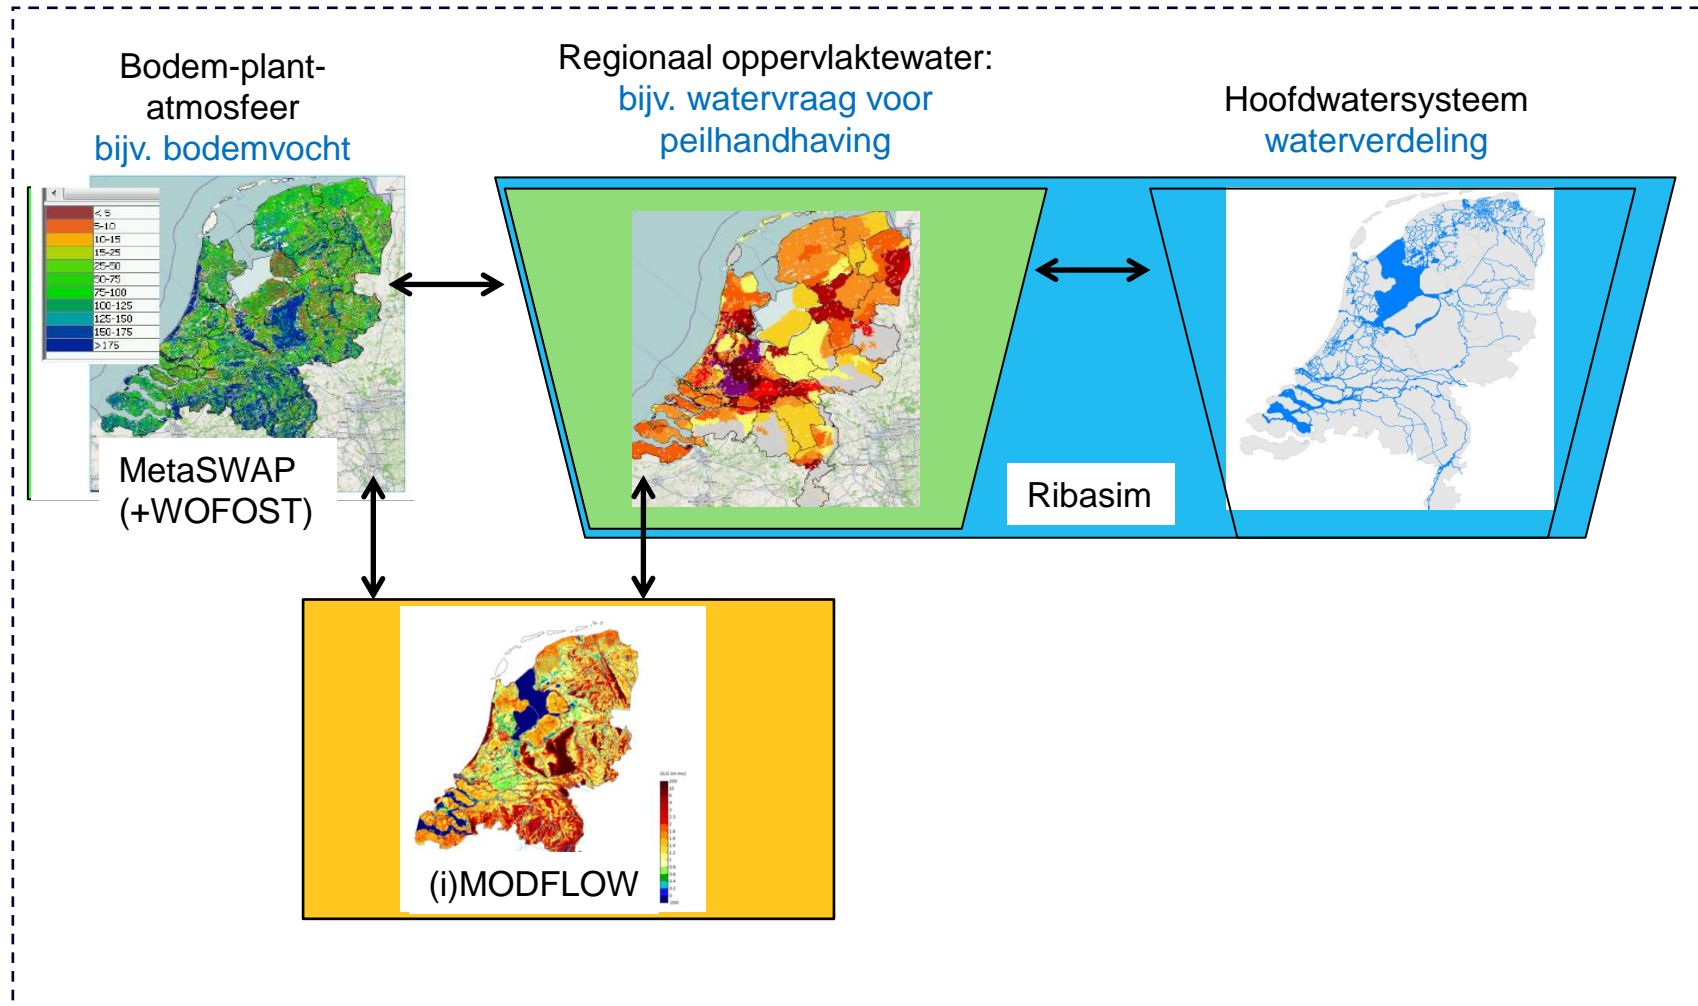 Bodem-plant-
atmosfeer
bijv. bodemvocht
Regionaal oppervlaktewater:
bijv. watervraag voor
peilhandhaving
Hoofdwatersysteem
waterverdeling
< 5
5-10
10-15
15-25
25-50
50-75
75-100
100-125
125-150
150-175
>175
MetaSWAP
(+WOFOST)
Ribasim
(i)MODFLOW